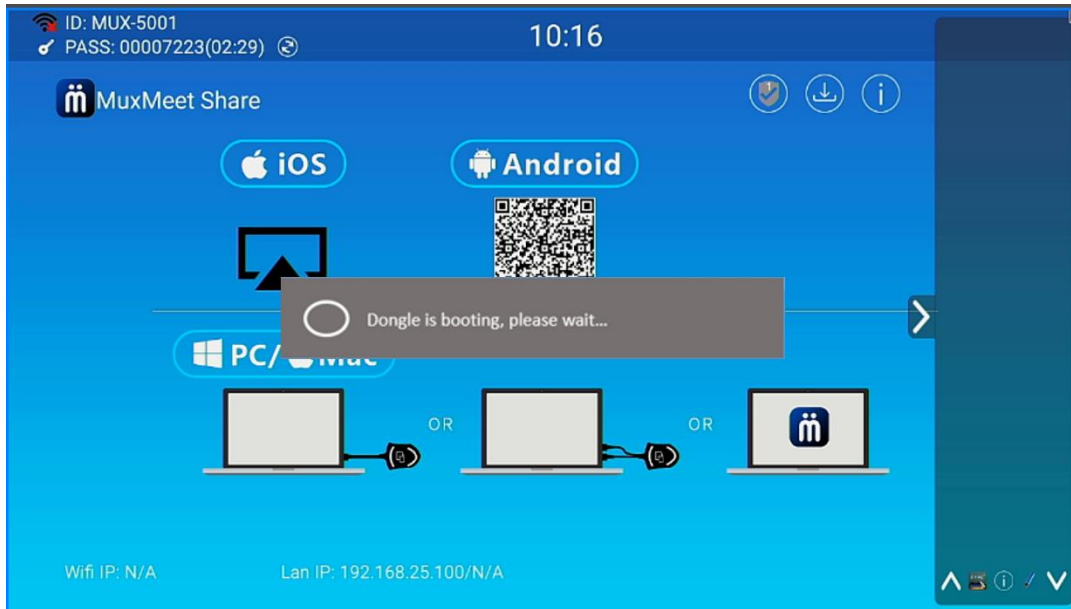 ID: MUX-5001
PASS: 00007223(02:29)
10:16
MuxMeet Share
iOS
Android
Dongle is booting, please wait...
PC/ Mac
OR
OR
Wifi IP: N/A
Lan IP: 192.168.25.100/N/A